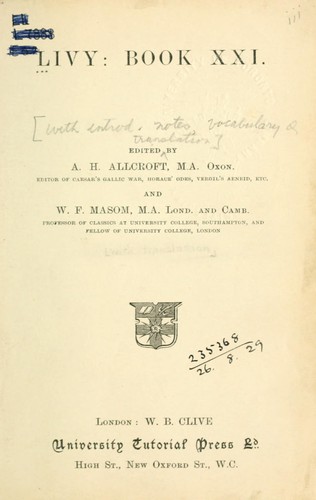 iii
LIVY: BOOK XXI.
[with introd. notes, vocabulary &
translation]
EDITED BY
A. H. ALLCROFT, M.A. OXON.
EDITOR OF CAESAR'S GALLIC WAR, HORACE' ODES, VERGIL'S AENEID, ETC.
AND
W. F. MASOM, M.A. LOND. AND CAMB.
PROFESSOR OF CLASSICS AT UNIVERSITY COLLEGE, SOUTHAMPTON, AND
FELLOW OF UNIVERSITY COLLEGE, LONDON
235368
26. 8. 29
LONDON: W. B. CLIVE
University Tutorial Press Ld.
HIGH ST., NEW OXFORD ST., W.C.